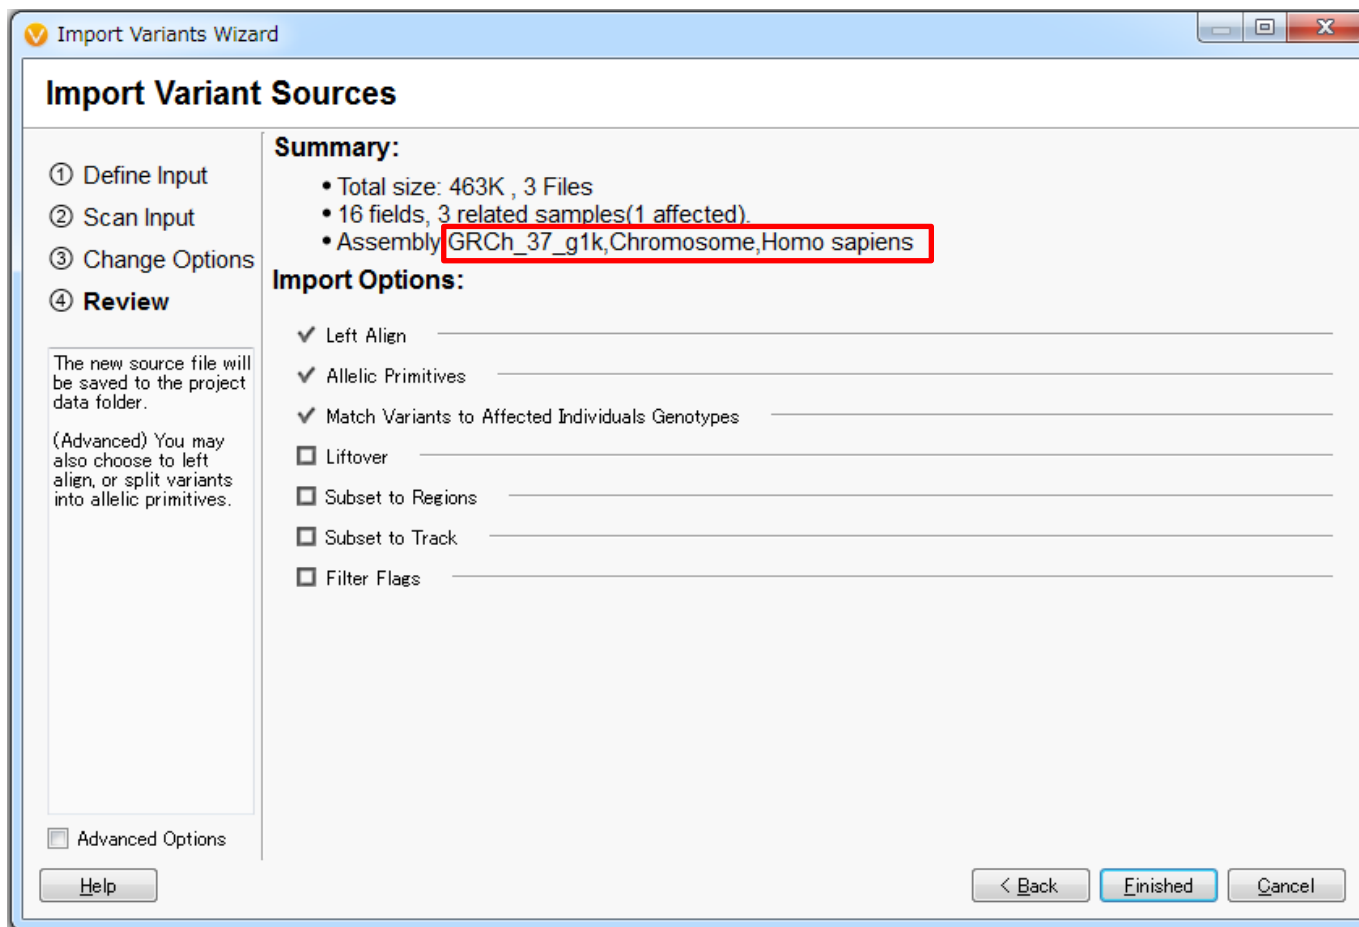 Import Variants Wizard
Import Variant Sources
① Define Input
② Scan Input
③ Change Options
④ Review
The new source file will
be saved to the project
data folder.
(Advanced) You may
also choose to left
align, or split variants
into allelic primitives.
Advanced Options
Summary:
• Total size: 463K , 3 Files
• 16 fields, 3 related samples(1 affected).
• Assembly GRCh_37_g1k,Chromosome,Homo sapiens
Import Options:
Left Align
Allelic Primitives
Match Variants to Affected Individuals Genotypes
Liftover
Subset to Regions
Subset to Track
Filter Flags
Help
< Back
Finished
Cancel